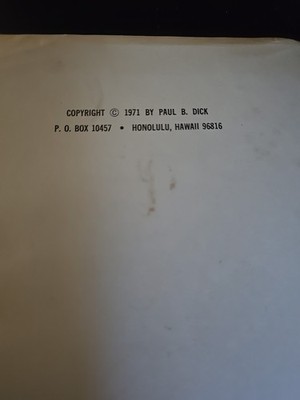 COPYRIGHT © 1971 BY PAUL B. DICK
P. O. BOX 10457 • HONOLULU, HAWAII 96816